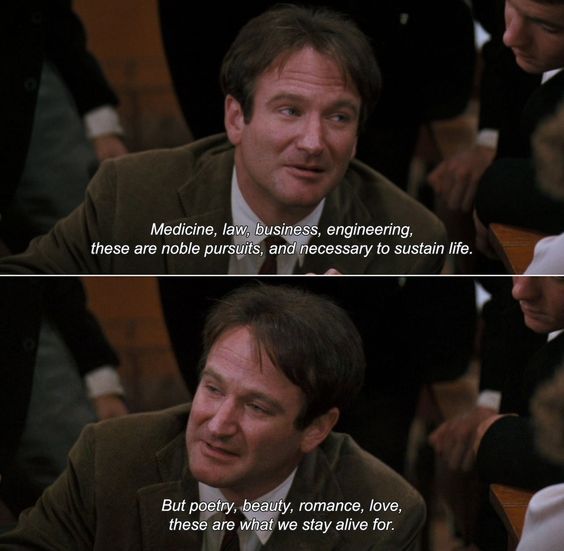 Medicine, law, business, engineering,
these are noble pursuits, and necessary to sustain life.
But poetry, beauty, romance, love,
these are what we stay alive for.